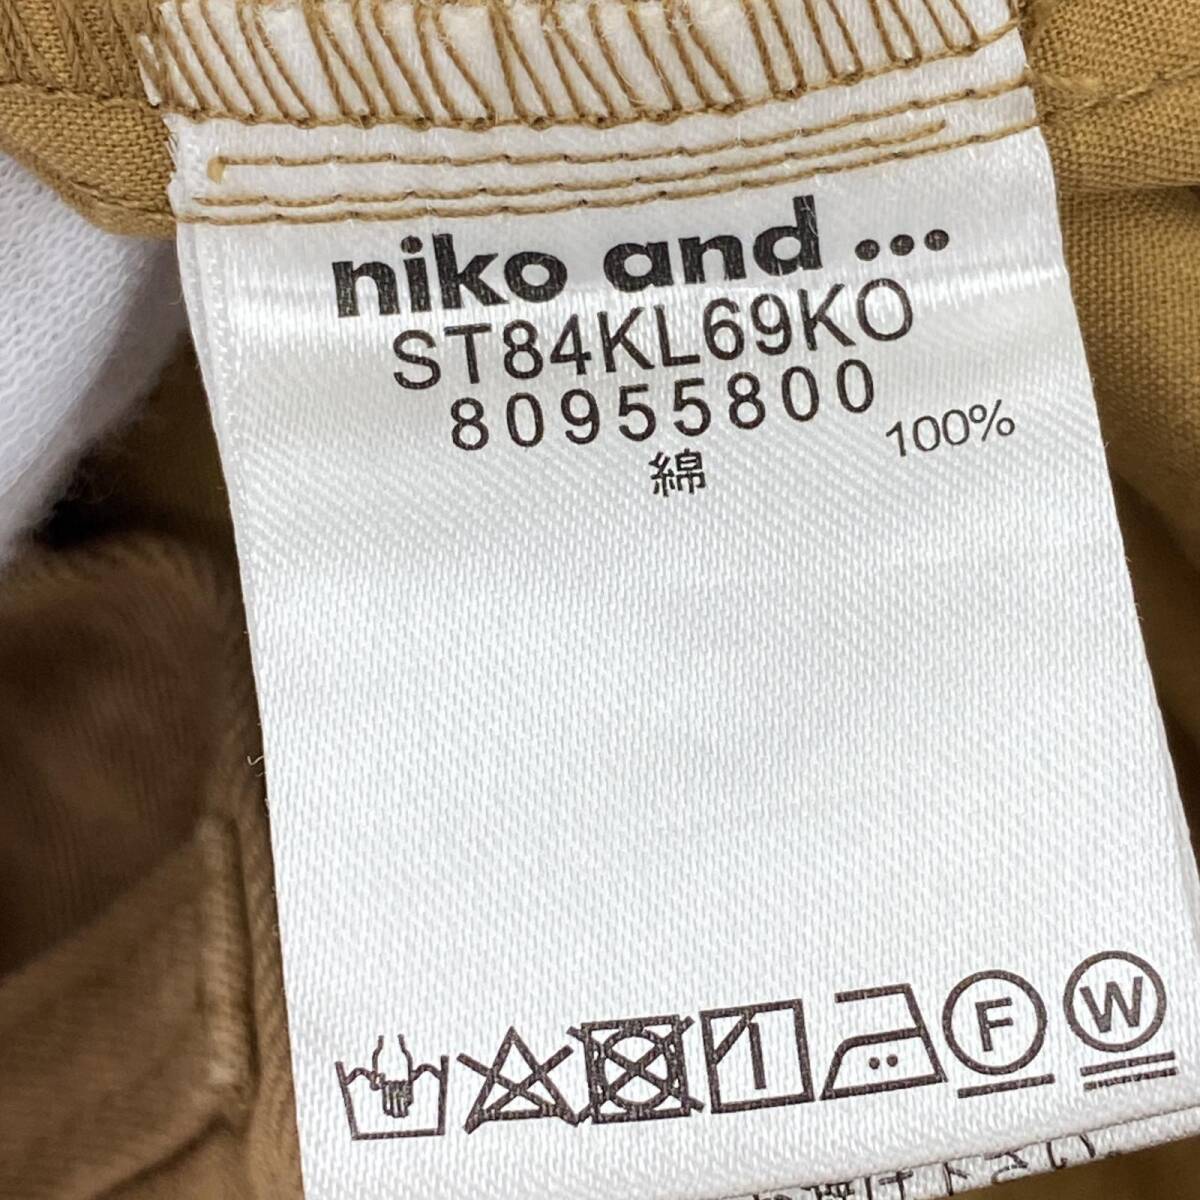 niko and ...
ST84KL69KO
80955800
綿 100%
F W